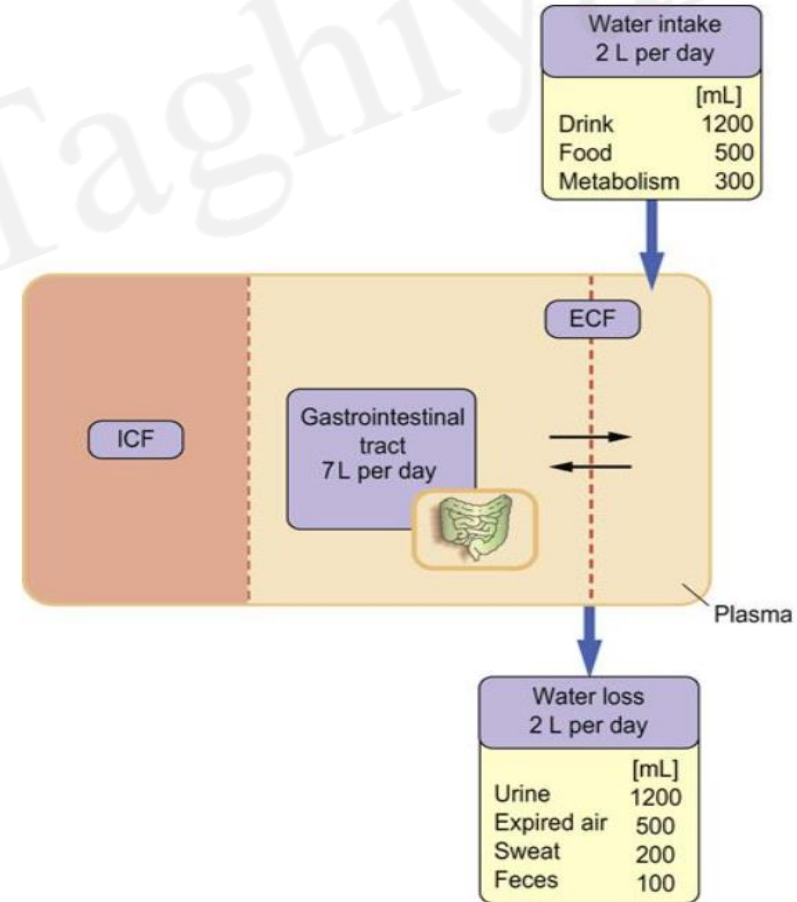 Taghiy
Water intake
2 L per day
[mL]
Drink 1200
Food 500
Metabolism 300
ECF
ICF
Gastrointestinal
tract
7 L per day
Plasma
Water loss
2 L per day
[mL]
Urine 1200
Expired air 500
Sweat 200
Feces 100